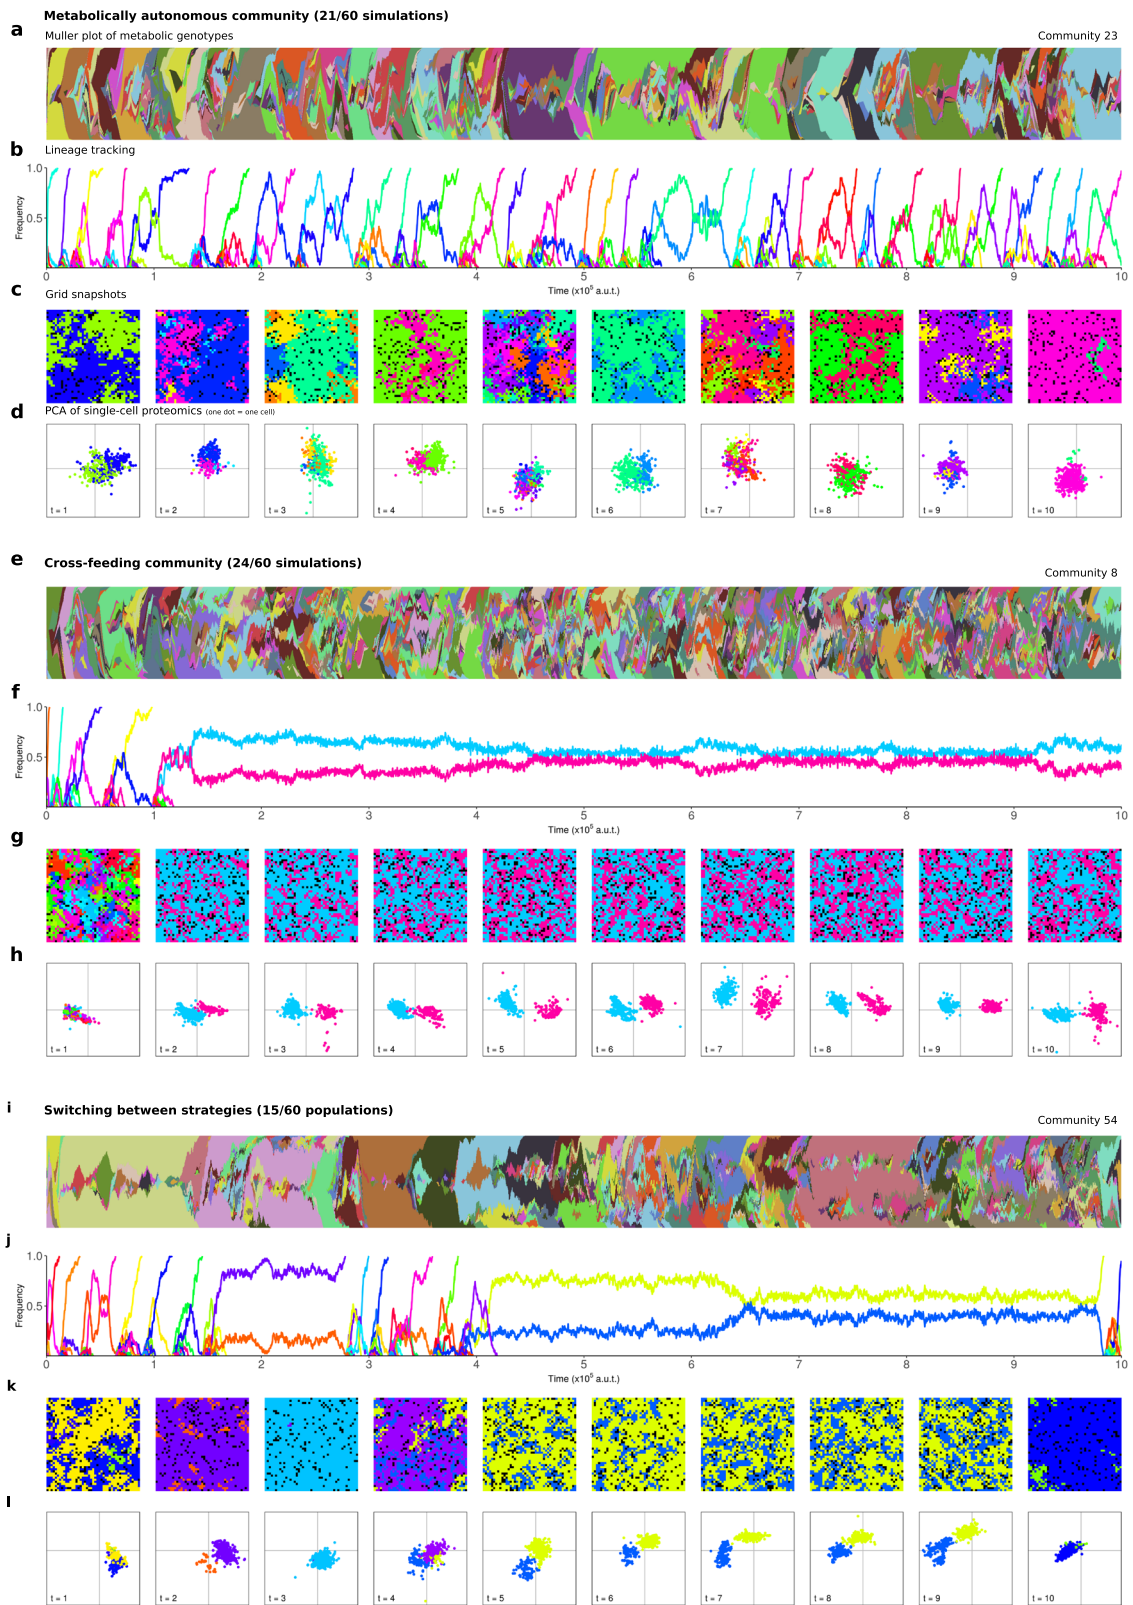 Metabolically autonomous community (21/60 simulations)
a
Muller plot of metabolic genotypes
Community 23
b
Lineage tracking
1.0
0.5
Frequency
0 1 2 3 4 5 6 7 8 9 10
Time (x10⁵ a.u.t.)
c
Grid snapshots
d
PCA of single-cell proteomics (one dot = one cell)
t = 1 t = 2 t = 3 t = 4 t = 5 t = 6 t = 7 t = 8 t = 9 t = 10
e
Cross-feeding community (24/60 simulations)
Community 8
f
1.0
0.5
Frequency
0 1 2 3 4 5 6 7 8 9 10
Time (x10⁵ a.u.t.)
g
h
t = 1 t = 2 t = 3 t = 4 t = 5 t = 6 t = 7 t = 8 t = 9 t = 10
i
Switching between strategies (15/60 populations)
Community 54
j
1.0
0.5
Frequency
0 1 2 3 4 5 6 7 8 9 10
Time (x10⁵ a.u.t.)
k
l
t = 1 t = 2 t = 3 t = 4 t = 5 t = 6 t = 7 t = 8 t = 9 t = 10